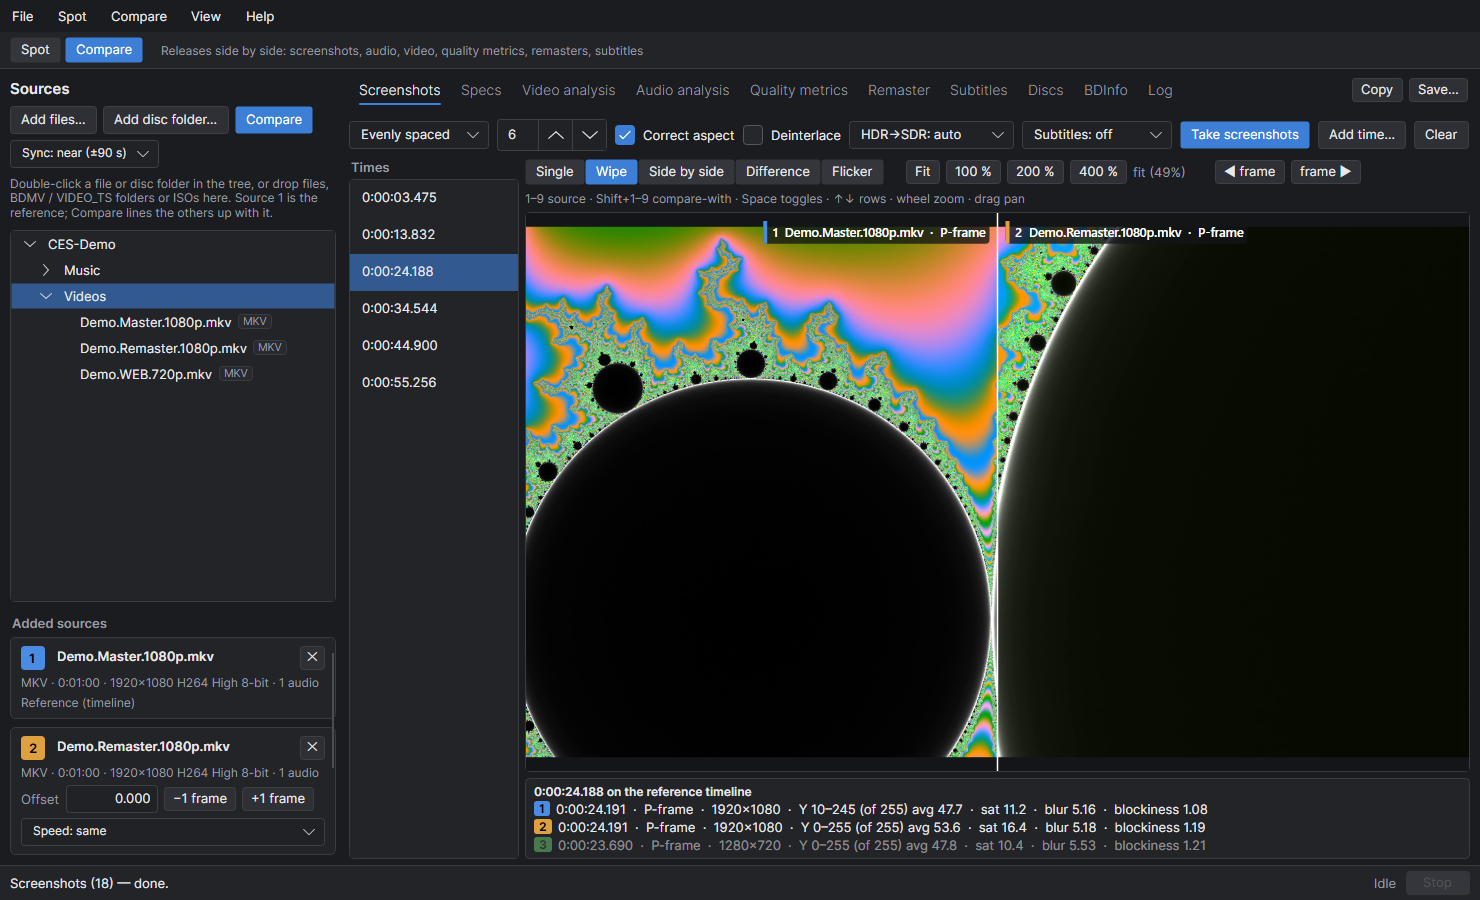 File Spot Compare View Help
Spot Compare Releases side by side: screenshots, audio, video, quality metrics, remasters, subtitles
Sources
Add files... Add disc folder... Compare
Sync: near (±90 s)
Double-click a file or disc folder in the tree, or drop files,
BDMV / VIDEO_TS folders or ISOs here. Source 1 is the
reference; Compare lines the others up with it.
CES-Demo
Music
Videos
Demo.Master.1080p.mkv MKV
Demo.Remaster.1080p.mkv MKV
Demo.WEB.720p.mkv MKV
Added sources
1 Demo.Master.1080p.mkv
MKV · 0:01:00 · 1920×1080 H264 High 8-bit · 1 audio
Reference (timeline)
2 Demo.Remaster.1080p.mkv
MKV · 0:01:00 · 1920×1080 H264 High 8-bit · 1 audio
Offset 0.000 −1 frame +1 frame
Speed: same
Screenshots Specs Video analysis Audio analysis Quality metrics Remaster Subtitles Discs BDInfo Log Copy Save...
Evenly spaced 6 Correct aspect Deinterlace HDR→SDR: auto Subtitles: off Take screenshots Add time... Clear
Times
0:00:03.475
0:00:13.832
0:00:24.188
0:00:34.544
0:00:44.900
0:00:55.256
Single Wipe Side by side Difference Flicker Fit 100 % 200 % 400 % fit (49%) ◀ frame frame ▶
1–9 source · Shift+1–9 compare-with · Space toggles · ↑↓ rows · wheel zoom · drag pan
1 Demo.Master.1080p.mkv · P-frame
2 Demo.Remaster.1080p.mkv · P-frame
0:00:24.188 on the reference timeline
1 0:00:24.191 · P-frame · 1920×1080 · Y 10–245 (of 255) avg 47.7 · sat 11.2 · blur 5.16 · blockiness 1.08
2 0:00:24.191 · P-frame · 1920×1080 · Y 0–255 (of 255) avg 53.6 · sat 16.4 · blur 5.18 · blockiness 1.19
3 0:00:23.690 · P-frame · 1280×720 · Y 0–255 (of 255) avg 47.8 · sat 10.4 · blur 5.53 · blockiness 1.21
Screenshots (18) — done.
Idle Stop